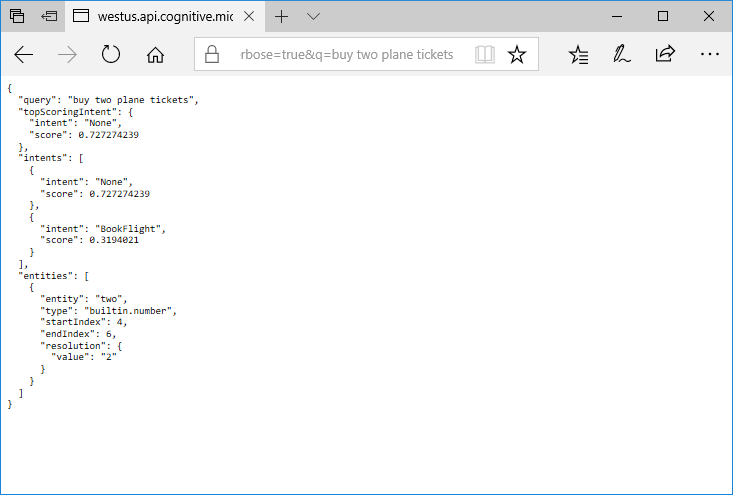 westus.api.cognitive.mic
rbose=true&q=buy two plane tickets
{
  "query": "buy two plane tickets",
  "topScoringIntent": {
    "intent": "None",
    "score": 0.727274239
  },
  "intents": [
    {
      "intent": "None",
      "score": 0.727274239
    },
    {
      "intent": "BookFlight",
      "score": 0.3194021
    }
  ],
  "entities": [
    {
      "entity": "two",
      "type": "builtin.number",
      "startIndex": 4,
      "endIndex": 6,
      "resolution": {
        "value": "2"
      }
    }
  ]
}